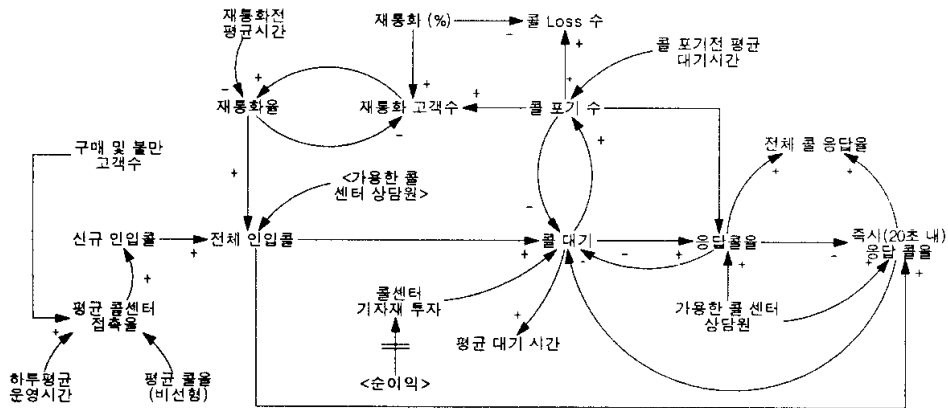 재통화전
평균시간
재통화 (%)
콜 Loss 수
콜 포기전 평균
대기시간
재통화율
재통화 고객수
콜 포기 수
구매 및 불만
고객수
전체 콜 응답율
<가용한 콜
센터 상담원>
신규 인입콜
전체 인입콜
콜 대기
응답콜율
즉시(20초 내)
응답 콜율
평균 콜센터
접촉율
콜센터
기자재 투자
평균 대기 시간
가용한 콜 센터
상담원
하루평균
운영시간
평균 콜율
(비선형)
<순이익>